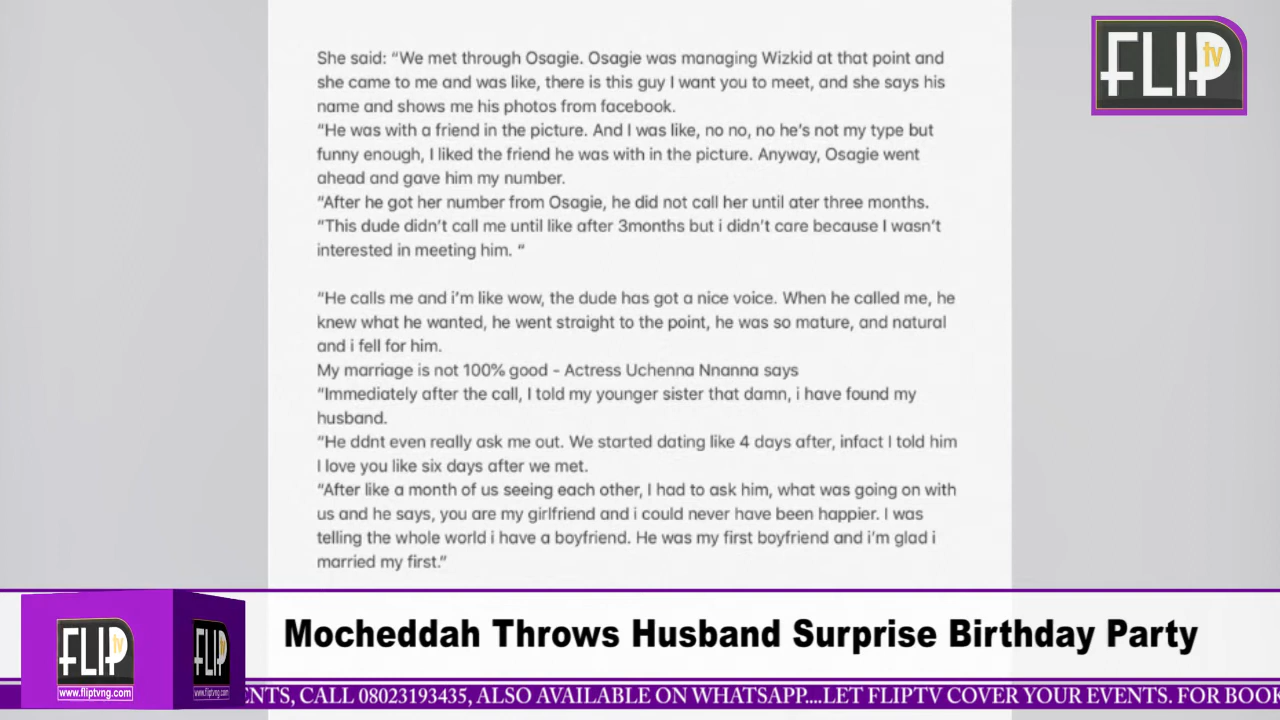 She said: “We met through Osagie. Osagie was managing Wizkid at that point and
she came to me and was like, there is this guy I want you to meet, and she says his
name and shows me his photos from facebook.
“He was with a friend in the picture. And I was like, no no, no he’s not my type but
funny enough, I liked the friend he was with in the picture. Anyway, Osagie went
ahead and gave him my number.
“After he got her number from Osagie, he did not call her until ater three months.
“This dude didn’t call me until like after 3months but i didn’t care because I wasn’t
interested in meeting him. “
“He calls me and i’m like wow, the dude has got a nice voice. When he called me, he
knew what he wanted, he went straight to the point, he was so mature, and natural
and i fell for him.
My marriage is not 100% good - Actress Uchenna Nnanna says
“Immediately after the call, I told my younger sister that damn, i have found my
husband.
“He ddnt even really ask me out. We started dating like 4 days after, infact I told him
I love you like six days after we met.
“After like a month of us seeing each other, I had to ask him, what was going on with
us and he says, you are my girlfriend and i could never have been happier. I was
telling the whole world i have a boyfriend. He was my first boyfriend and i’m glad i
married my first.”
FLIP tv
FLIP tv
www.fliptvng.com
FLIP tv
www.fliptvng.com
Mocheddah Throws Husband Surprise Birthday Party
ENTS, CALL 08023193435, ALSO AVAILABLE ON WHATSAPP....LET FLIPTV COVER YOUR EVENTS. FOR BOOK